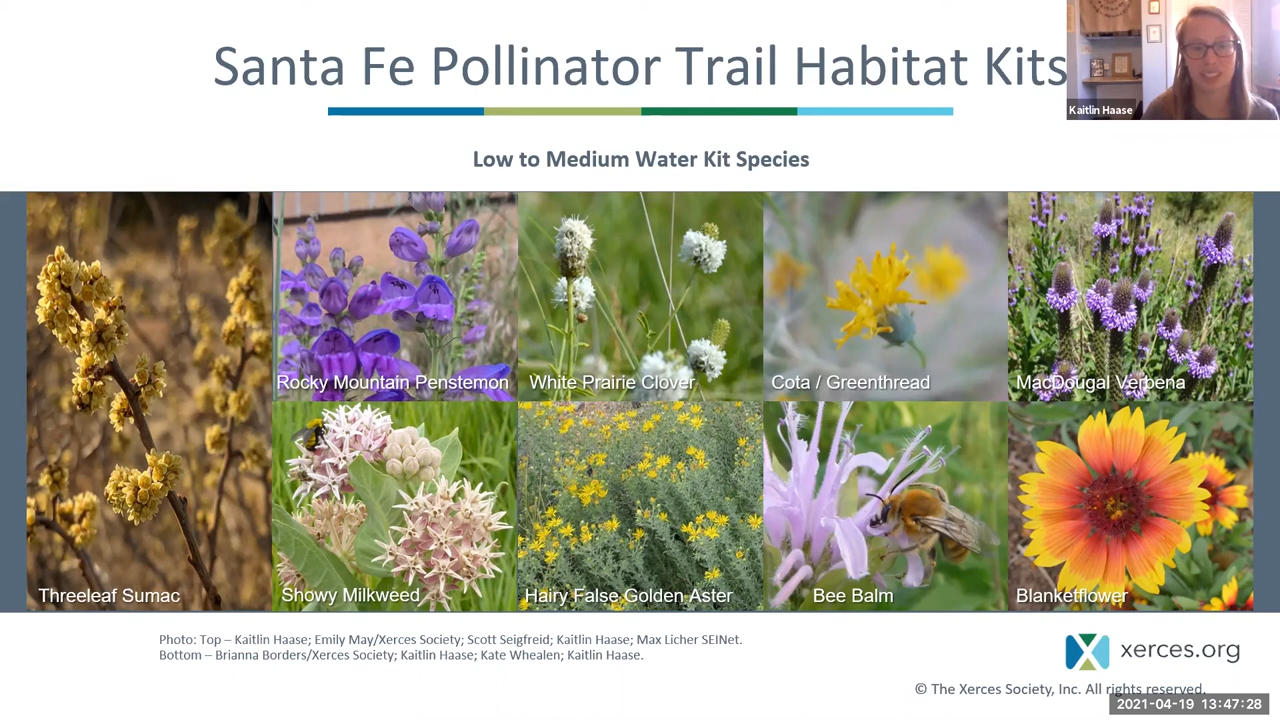 Santa Fe Pollinator Trail Habitat Kits
Kaitlin Haase
Low to Medium Water Kit Species
Rocky Mountain Penstemon
White Prairie Clover
Cota / Greenthread
MacDougal Verbena
Threeleaf Sumac
Showy Milkweed
Hairy False Golden Aster
Bee Balm
Blanketflower
Photo: Top – Kaitlin Haase; Emily May/Xerces Society; Scott Seigfreid; Kaitlin Haase; Max Licher SEINet.
Bottom – Brianna Borders/Xerces Society; Kaitlin Haase; Kate Whealen; Kaitlin Haase.
xerces.org
© The Xerces Society, Inc. All rights reserved.
2021-04-19 13:47:28